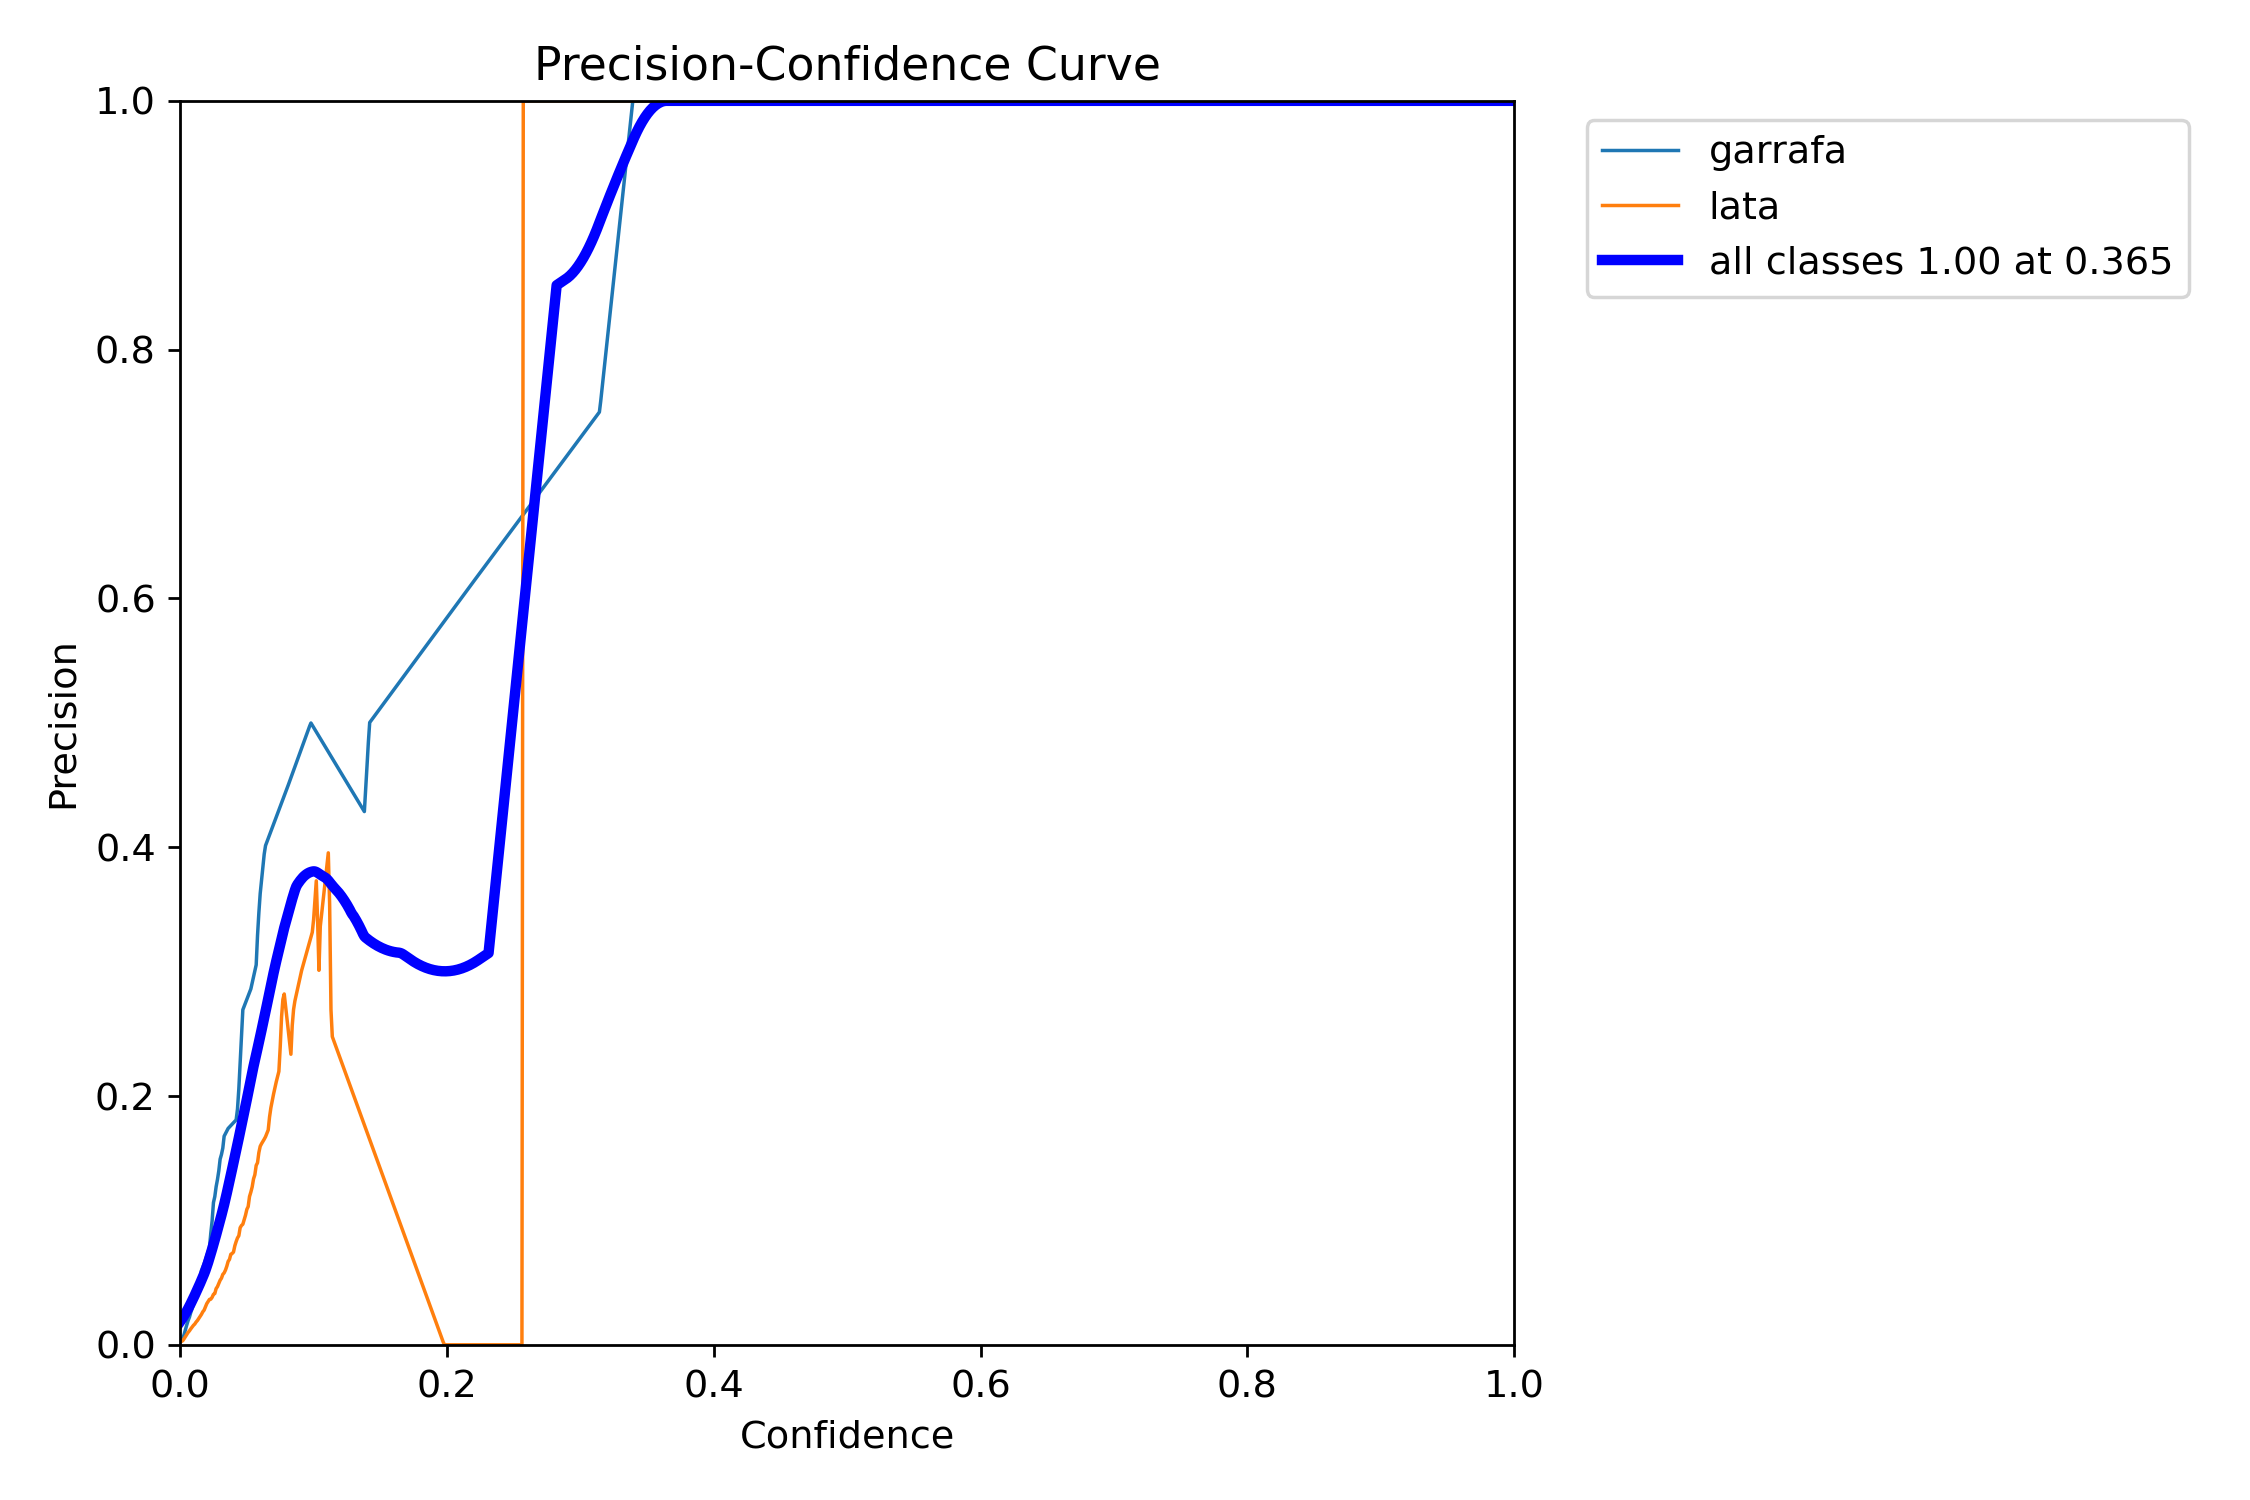 Precision-Confidence Curve
1.0
0.8
0.6
0.4
0.2
0.0
Precision
0.0 0.2 0.4 0.6 0.8 1.0
Confidence
garrafa
lata
all classes 1.00 at 0.365